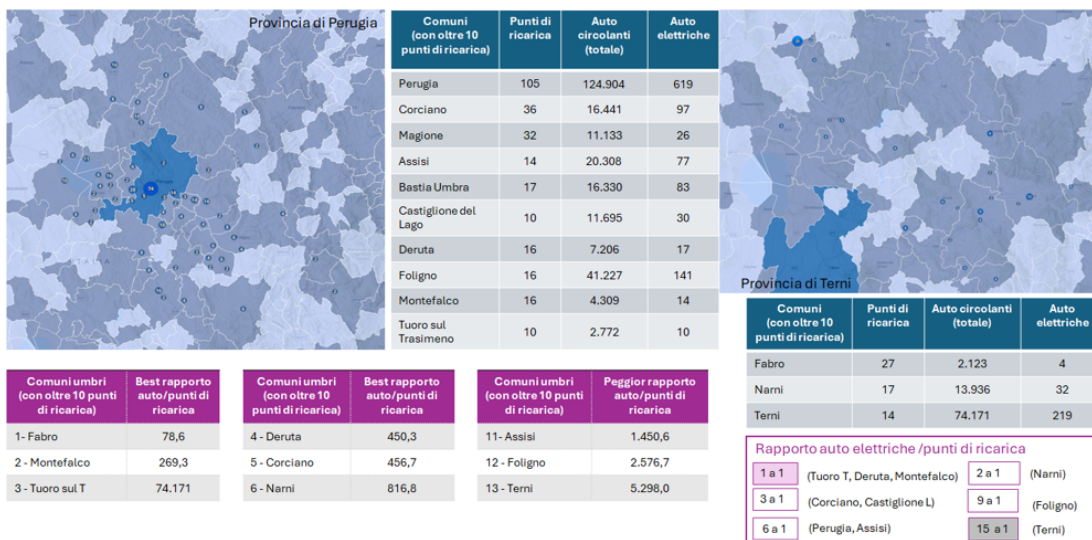 Provincia di Perugia
Comuni
(con oltre 10
punti di ricarica)
Punti di
ricarica
Auto
circolanti
(totale)
Auto
elettriche
Perugia 105 124.904 619
Corciano 36 16.441 97
Magione 32 11.133 26
Assisi 14 20.308 77
Bastia Umbra 17 16.330 83
Castiglione del
Lago 10 11.695 30
Deruta 16 7.206 17
Foligno 16 41.227 141
Montefalco 16 4.309 14
Tuoro sul
Trasimeno 10 2.772 10
Provincia di Terni
Comuni
(con oltre 10
punti di ricarica)
Punti di
ricarica
Auto circolanti
(totale)
Auto
elettriche
Fabro 27 2.123 4
Narni 17 13.936 32
Terni 14 74.171 219
Comuni umbri
(con oltre 10 punti
di ricarica)
Best rapporto
auto/punti di
ricarica
1- Fabro 78,6
2 - Montefalco 269,3
3 - Tuoro sul T 74.171
Comuni umbri
(con oltre 10
punti di ricarica)
Best rapporto
auto/punti di
ricarica
4 - Deruta 450,3
5 - Corciano 456,7
6 - Narni 816,8
Comuni umbri
(con oltre 10 punti
di ricarica)
Peggior rapporto
auto/punti di
ricarica
11- Assisi 1.450,6
12 - Foligno 2.576,7
13 - Terni 5.298,0
Rapporto auto elettriche /punti di ricarica
1 a 1 (Tuoro T, Deruta, Montefalco)
2 a 1 (Narni)
3 a 1 (Corciano, Castiglione L)
9 a 1 (Foligno)
6 a 1 (Perugia, Assisi)
15 a 1 (Terni)